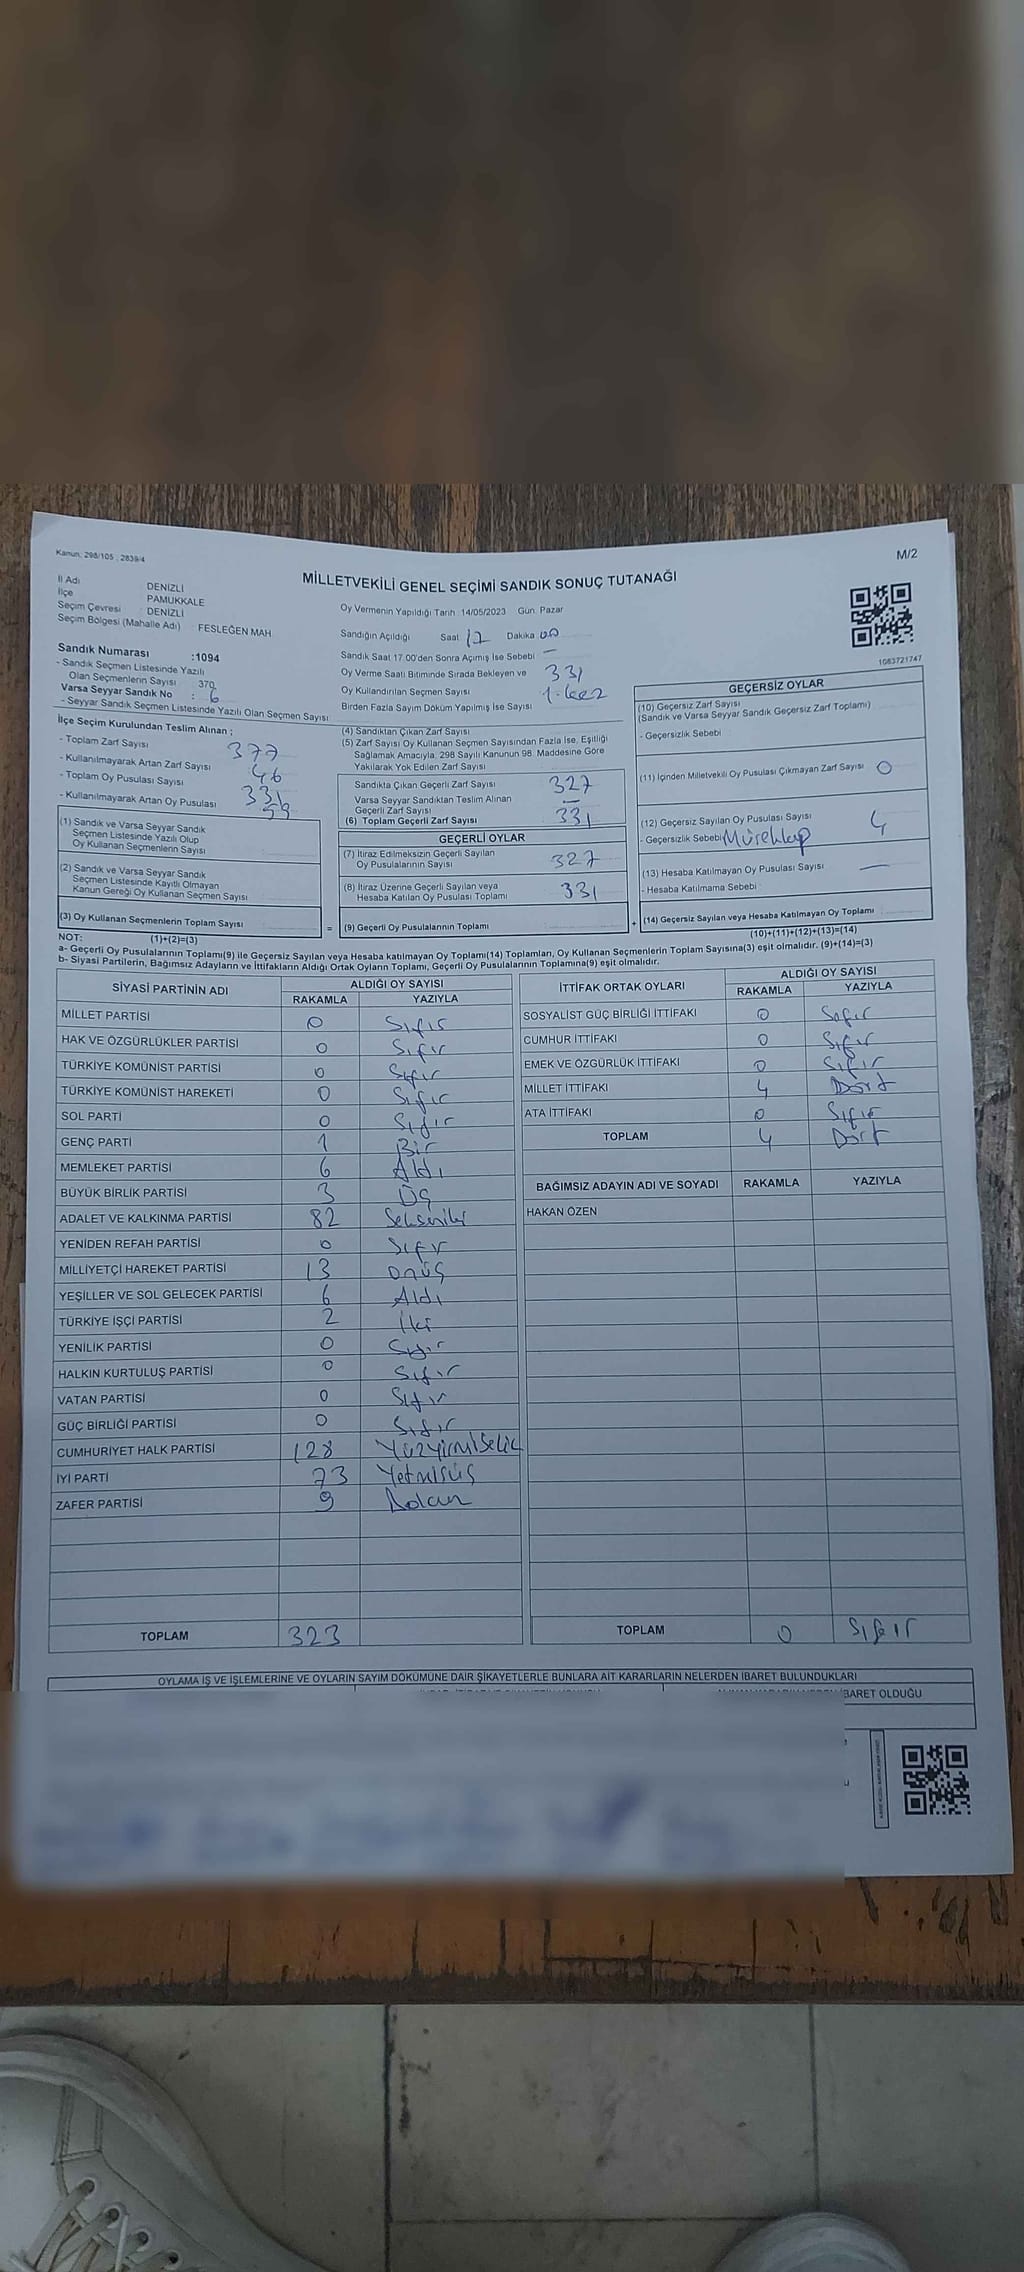 Kanun; 298/105 ; 2839/4
M/2
MİLLETVEKİLİ GENEL SEÇİMİ SANDIK SONUÇ TUTANAĞI
İl Adı DENİZLİ
İlçe PAMUKKALE
Seçim Çevresi : DENİZLİ
Seçim Bölgesi (Mahalle Adı) : FESLEĞEN MAH
Sandık Numarası :1094
- Sandık Seçmen Listesinde Yazılı
Olan Seçmenlerin Sayısı 370
Varsa Seyyar Sandık No : 6
- Seyyar Sandık Seçmen Listesinde Yazılı Olan Seçmen Sayısı
Oy Vermenin Yapıldığı Tarih :14/05/2023 Gün: Pazar
Sandığın Açıldığı Saat: 17 Dakika 00
Sandık Saat 17.00'den Sonra Açımış İse Sebebi: —
Oy Verme Saati Bitiminde Sırada Bekleyen ve 331
Oy Kullandırılan Seçmen Sayısı
Birden Fazla Sayım Döküm Yapılmış İse Sayısı 1. kez
1083721747
İlçe Seçim Kurulundan Teslim Alınan ;
- Toplam Zarf Sayısı 377
- Kullanılmayarak Artan Zarf Sayısı 46
- Toplam Oy Pusulası Sayısı
- Kullanılmayarak Artan Oy Pusulası
(1) Sandık ve Varsa Seyyar Sandık
Seçmen Listesinde Yazılı Olup
Oy Kullanan Seçmenlerin Sayısı
(2) Sandık ve Varsa Seyyar Sandık
Seçmen Listesinde Kayıtlı Olmayan
Kanun Gereği Oy Kullanan Seçmen Sayısı
(3) Oy Kullanan Seçmenlerin Toplam Sayısı
(1)+(2)=(3)
(4) Sandıktan Çıkan Zarf Sayısı
(5) Zarf Sayısı Oy Kullanan Seçmen Sayısından Fazla İse, Eşitliği
Sağlamak Amacıyla, 298 Sayılı Kanunun 98. Maddesine Göre
Yakılarak Yok Edilen Zarf Sayısı
Sandıkta Çıkan Geçerli Zarf Sayısı 327
Varsa Seyyar Sandıktan Teslim Alınan
Geçerli Zarf Sayısı —
(6) Toplam Geçerli Zarf Sayısı 331
GEÇERLİ OYLAR
(7) İtiraz Edilmeksizin Geçerli Sayılan
Oy Pusulalarının Sayısı 327
(8) İtiraz Üzerine Geçerli Sayılan veya
Hesaba Katılan Oy Pusulası Toplamı 331
= (9) Geçerli Oy Pusulalarının Toplamı +
GEÇERSİZ OYLAR
(10) Geçersiz Zarf Sayısı
(Sandık ve Varsa Seyyar Sandık Geçersiz Zarf Toplamı)
- Geçersizlik Sebebi
(11) İçinden Milletvekili Oy Pusulası Çıkmayan Zarf Sayısı 0
(12) Geçersiz Sayılan Oy Pusulası Sayısı 4
- Geçersizlik Sebebi Mürekkap
(13) Hesaba Katılmayan Oy Pusulası Sayısı —
- Hesaba Katılmama Sebebi
(14) Geçersiz Sayılan veya Hesaba Katılmayan Oy Toplamı
(10)+(11)+(12)+(13)=(14)
NOT:
a- Geçerli Oy Pusulalarının Toplamı(9) ile Geçersiz Sayılan veya Hesaba katılmayan Oy Toplamı(14) Toplamları, Oy Kullanan Seçmenlerin Toplam Sayısına(3) eşit olmalıdır. (9)+(14)=(3)
b- Siyasi Partilerin, Bağımsız Adayların ve İttifakların Aldığı Ortak Oyların Toplamı, Geçerli Oy Pusulalarının Toplamına(9) eşit olmalıdır.
SİYASİ PARTİNİN ADI ALDIĞI OY SAYISI
RAKAMLA YAZIYLA
MİLLET PARTİSİ 0 Sıfır
HAK VE ÖZGÜRLÜKLER PARTİSİ 0 Sıfır
TÜRKİYE KOMÜNİST PARTİSİ 0 Sıfır
TÜRKİYE KOMÜNİST HAREKETİ 0 Sıfır
SOL PARTİ 0 Sıfır
GENÇ PARTİ 1 Bir
MEMLEKET PARTİSİ 6 Aldı
BÜYÜK BİRLİK PARTİSİ 3 Üç
ADALET VE KALKINMA PARTİSİ 82 Sekseniki
YENİDEN REFAH PARTİSİ 0 Sıfır
MİLLİYETÇİ HAREKET PARTİSİ 13 onüç
YEŞİLLER VE SOL GELECEK PARTİSİ 6 Aldı
TÜRKİYE İŞÇİ PARTİSİ 2 İki
YENİLİK PARTİSİ 0 Sıfır
HALKIN KURTULUŞ PARTİSİ 0 Sıfır
VATAN PARTİSİ 0 Sıfır
GÜÇ BİRLİĞİ PARTİSİ 0 Sıfır
CUMHURİYET HALK PARTİSİ 128 Yüzyirmiseki
İYİ PARTİ 73 Yetmişüç
ZAFER PARTİSİ 9 Dokuz
TOPLAM 323
İTTİFAK ORTAK OYLARI ALDIĞI OY SAYISI
RAKAMLA YAZIYLA
SOSYALİST GÜÇ BİRLİĞİ İTTİFAKI 0 Sıfır
CUMHUR İTTİFAKI 0 Sıfır
EMEK VE ÖZGÜRLÜK İTTİFAKI 0 Sıfır
MİLLET İTTİFAKI 4 Dört
ATA İTTİFAKI 0 Sıfır
TOPLAM 4 Dört
BAĞIMSIZ ADAYIN ADI VE SOYADI RAKAMLA YAZIYLA
HAKAN ÖZEN
TOPLAM 0 Sıfır
OYLAMA İŞ VE İŞLEMLERİNE VE OYLARIN SAYIM DÖKÜMÜNE DAİR ŞİKAYETLERLE BUNLARA AİT KARARLARIN NELERDEN İBARET BULUNDUKLARI
İBARET OLDUĞU